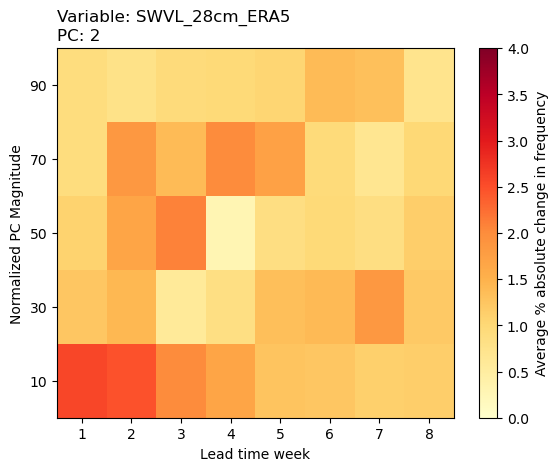 Variable: SWVL_28cm_ERA5
PC: 2
90
70
50
30
10
Normalized PC Magnitude
1 2 3 4 5 6 7 8
Lead time week
4.0
3.5
3.0
2.5
2.0
1.5
1.0
0.5
0.0
Average % absolute change in frequency